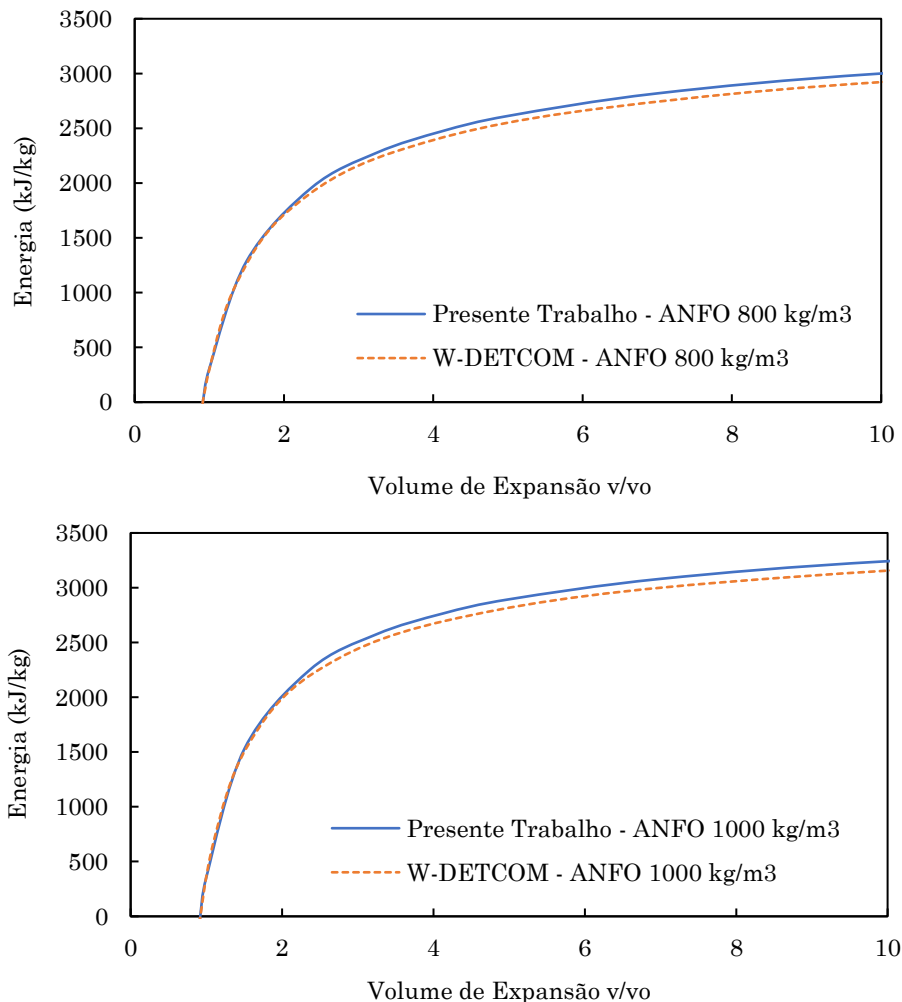 3500
3000
2500
2000
1500
1000
500
0
Energia (kJ/kg)
Presente Trabalho - ANFO 800 kg/m3
W-DETCOM - ANFO 800 kg/m3
0 2 4 6 8 10
Volume de Expansão v/vo
3500
3000
2500
2000
1500
1000
500
0
Energia (kJ/kg)
Presente Trabalho - ANFO 1000 kg/m3
W-DETCOM - ANFO 1000 kg/m3
0 2 4 6 8 10
Volume de Expansão v/vo